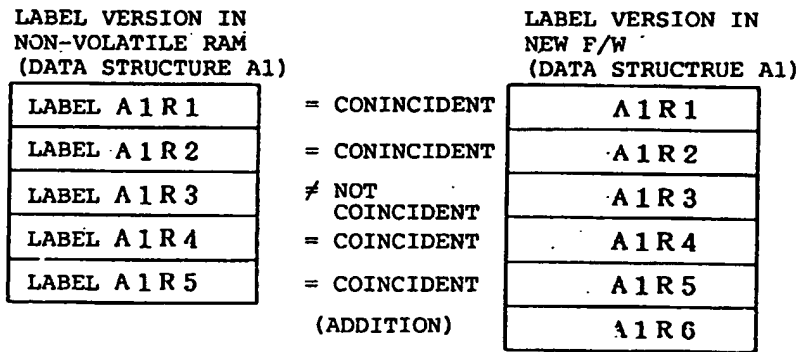 LABEL VERSION IN
NON-VOLATILE RAM
(DATA STRUCTURE A1)
LABEL VERSION IN
NEW F/W
(DATA STRUCTRUE A1)
LABEL A1R1 = CONINCIDENT A1R1
LABEL A1R2 = CONINCIDENT A1R2
LABEL A1R3 ≠ NOT COINCIDENT A1R3
LABEL A1R4 = COINCIDENT A1R4
LABEL A1R5 = COINCIDENT A1R5
(ADDITION) A1R6